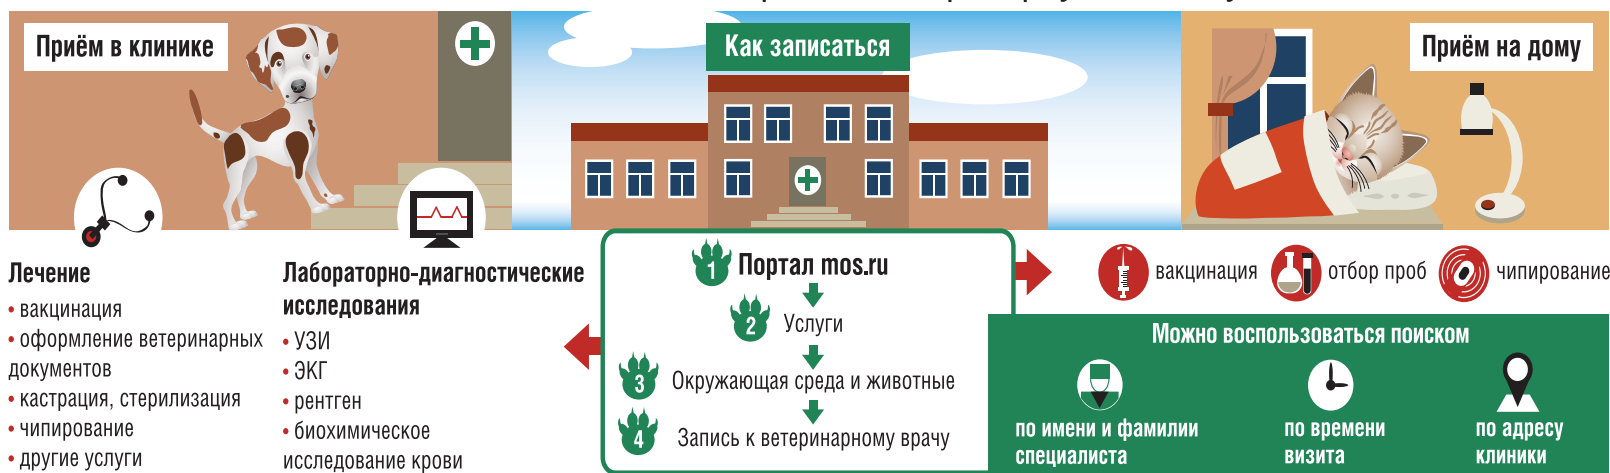 Приём в клинике
Как записаться
Приём на дому
Лечение
• вакцинация
• оформление ветеринарных
документов
• кастрация, стерилизация
• чипирование
• другие услуги
Лабораторно-диагностические
исследования
• УЗИ
• ЭКГ
• рентген
• биохимическое
исследование крови
1 Портал mos.ru
2 Услуги
3 Окружающая среда и животные
4 Запись к ветеринарному врачу
вакцинация
отбор проб
чипирование
Можно воспользоваться поиском
по имени и фамилии
специалиста
по времени
визита
по адресу
клиники